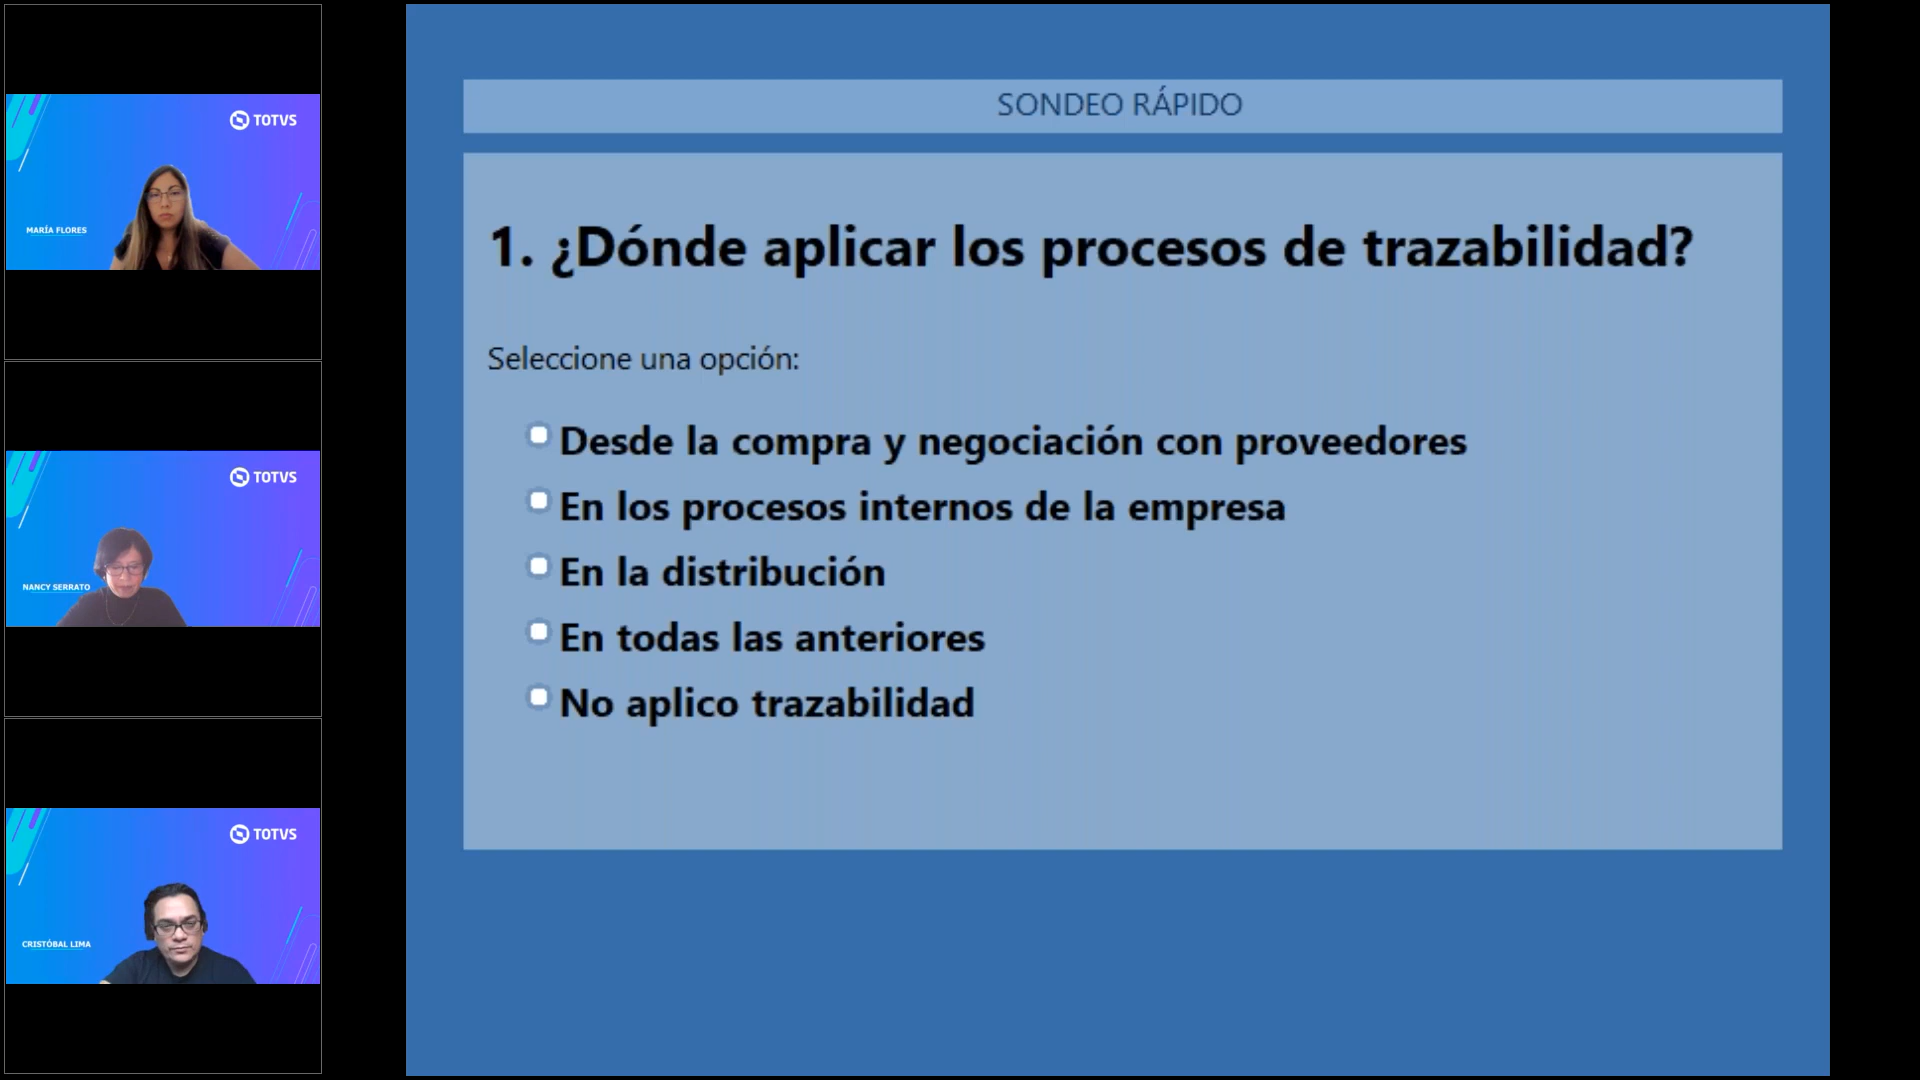 TOTVS
MARÍA FLORES
TOTVS
NANCY SERRATO
TOTVS
CRISTÓBAL LIMA
SONDEO RÁPIDO
1. ¿Dónde aplicar los procesos de trazabilidad?
Seleccione una opción:
Desde la compra y negociación con proveedores
En los procesos internos de la empresa
En la distribución
En todas las anteriores
No aplico trazabilidad